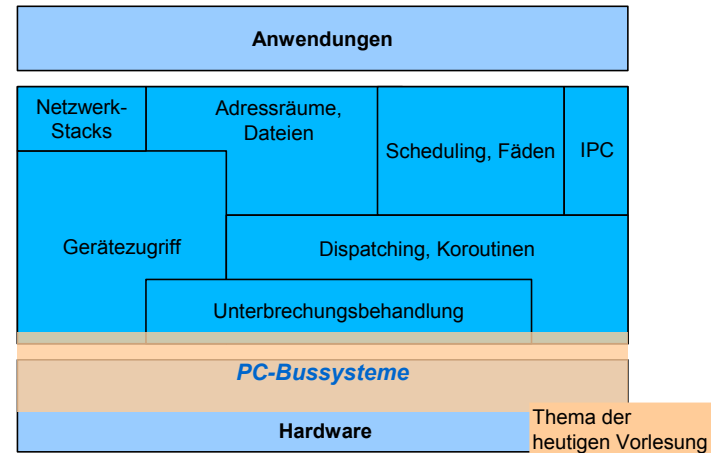 Anwendungen
Netzwerk-
Stacks
Adressräume,
Dateien
Scheduling, Fäden
IPC
Gerätezugriff
Dispatching, Koroutinen
Unterbrechungsbehandlung
PC-Bussysteme
Hardware
Thema der
heutigen Vorlesung